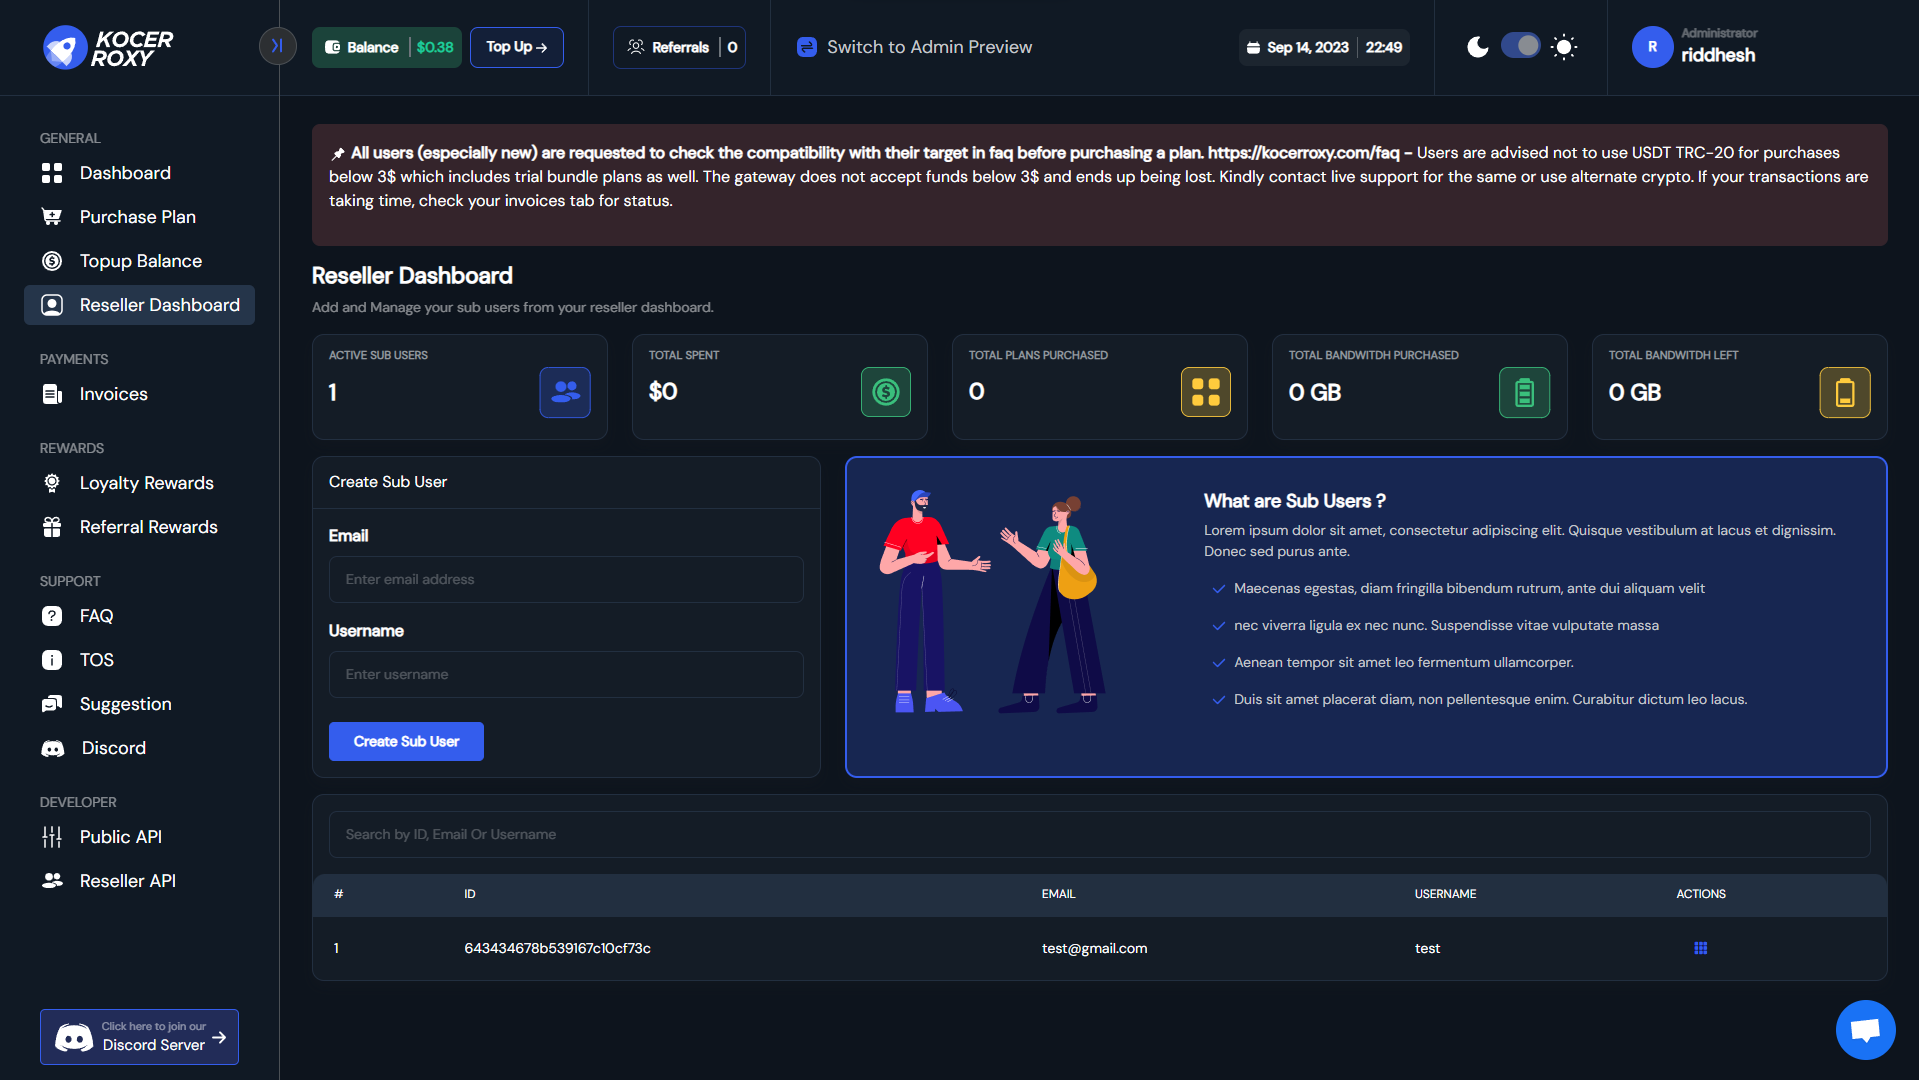 KOCER
ROXY
Balance $0.38
Top Up →
Referrals 0
Switch to Admin Preview
Sep 14, 2023 22:49
R
Administrator
riddhesh
GENERAL
Dashboard
Purchase Plan
Topup Balance
Reseller Dashboard
PAYMENTS
Invoices
REWARDS
Loyalty Rewards
Referral Rewards
SUPPORT
FAQ
TOS
Suggestion
Discord
DEVELOPER
Public API
Reseller API
Click here to join our
Discord Server →
All users (especially new) are requested to check the compatibility with their target in faq before purchasing a plan. https://kocerroxy.com/faq – Users are advised not to use USDT TRC-20 for purchases
below 3$ which includes trial bundle plans as well. The gateway does not accept funds below 3$ and ends up being lost. Kindly contact live support for the same or use alternate crypto. If your transactions are
taking time, check your invoices tab for status.
Reseller Dashboard
Add and Manage your sub users from your reseller dashboard.
ACTIVE SUB USERS
1
TOTAL SPENT
$0
TOTAL PLANS PURCHASED
0
TOTAL BANDWITDH PURCHASED
0 GB
TOTAL BANDWITDH LEFT
0 GB
Create Sub User
Email
Enter email address
Username
Enter username
Create Sub User
What are Sub Users ?
Lorem ipsum dolor sit amet, consectetur adipiscing elit. Quisque vestibulum at lacus et dignissim.
Donec sed purus ante.
Maecenas egestas, diam fringilla bibendum rutrum, ante dui aliquam velit
nec viverra ligula ex nec nunc. Suspendisse vitae vulputate massa
Aenean tempor sit amet leo fermentum ullamcorper.
Duis sit amet placerat diam, non pellentesque enim. Curabitur dictum leo lacus.
Search by ID, Email Or Username
# ID EMAIL USERNAME ACTIONS
1 643434678b539167c10cf73c test@gmail.com test